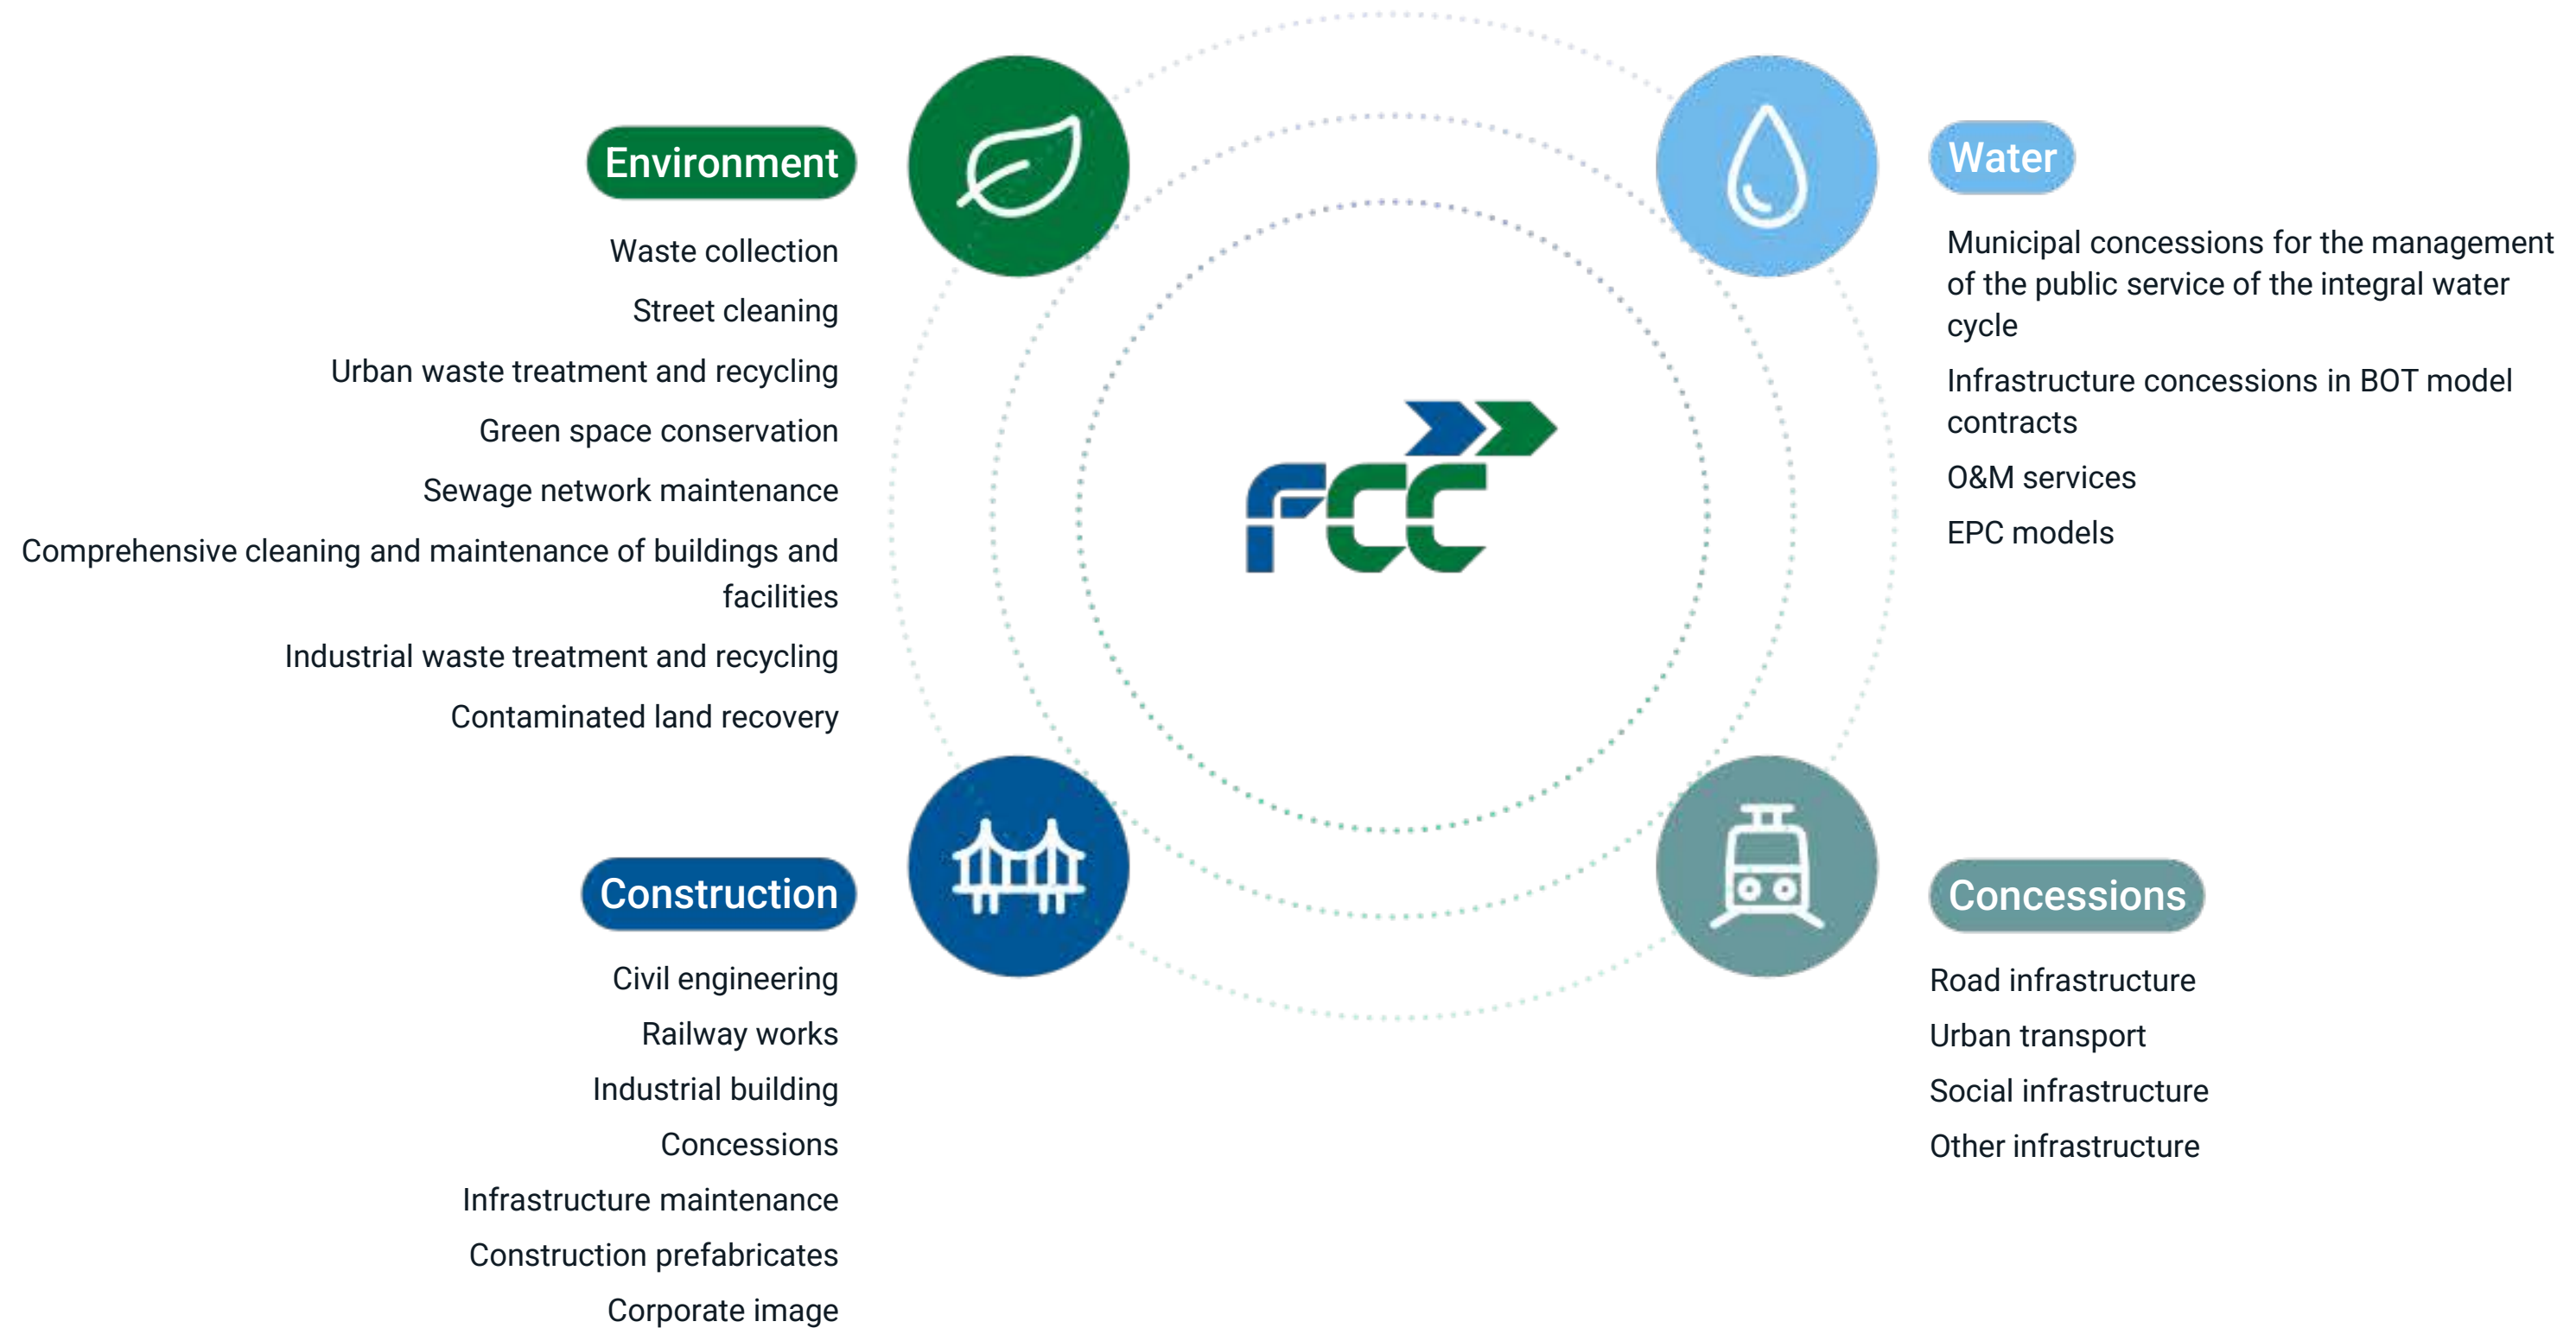 Environment
Waste collection
Street cleaning
Urban waste treatment and recycling
Green space conservation
Sewage network maintenance
Comprehensive cleaning and maintenance of buildings and
facilities
Industrial waste treatment and recycling
Contaminated land recovery
Water
Municipal concessions for the management
of the public service of the integral water
cycle
Infrastructure concessions in BOT model
contracts
O&M services
EPC models
FCC
Construction
Civil engineering
Railway works
Industrial building
Concessions
Infrastructure maintenance
Construction prefabricates
Corporate image
Concessions
Road infrastructure
Urban transport
Social infrastructure
Other infrastructure